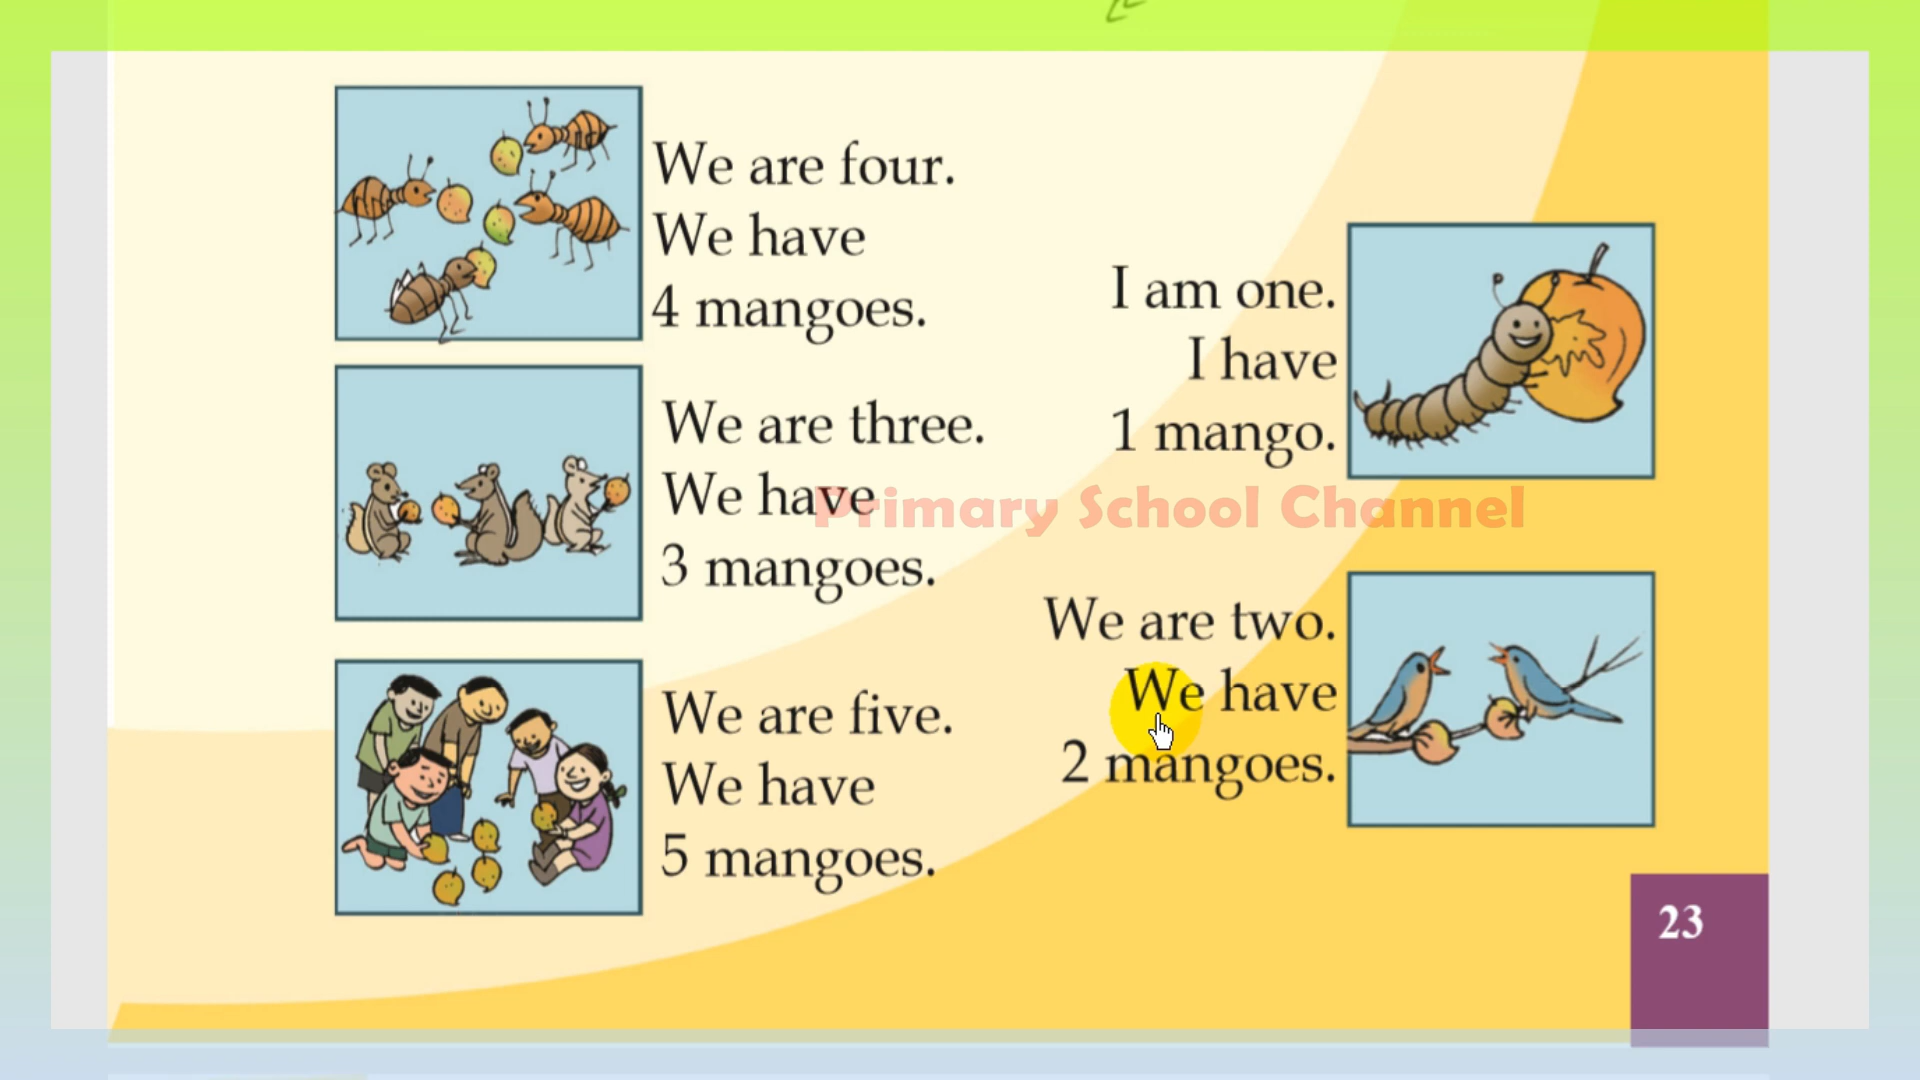 We are four.
We have
4 mangoes.
We are three.
We have
3 mangoes.
We are five.
We have
5 mangoes.
I am one.
I have
1 mango.
Primary School Channel
We are two.
We have
2 mangoes.
23